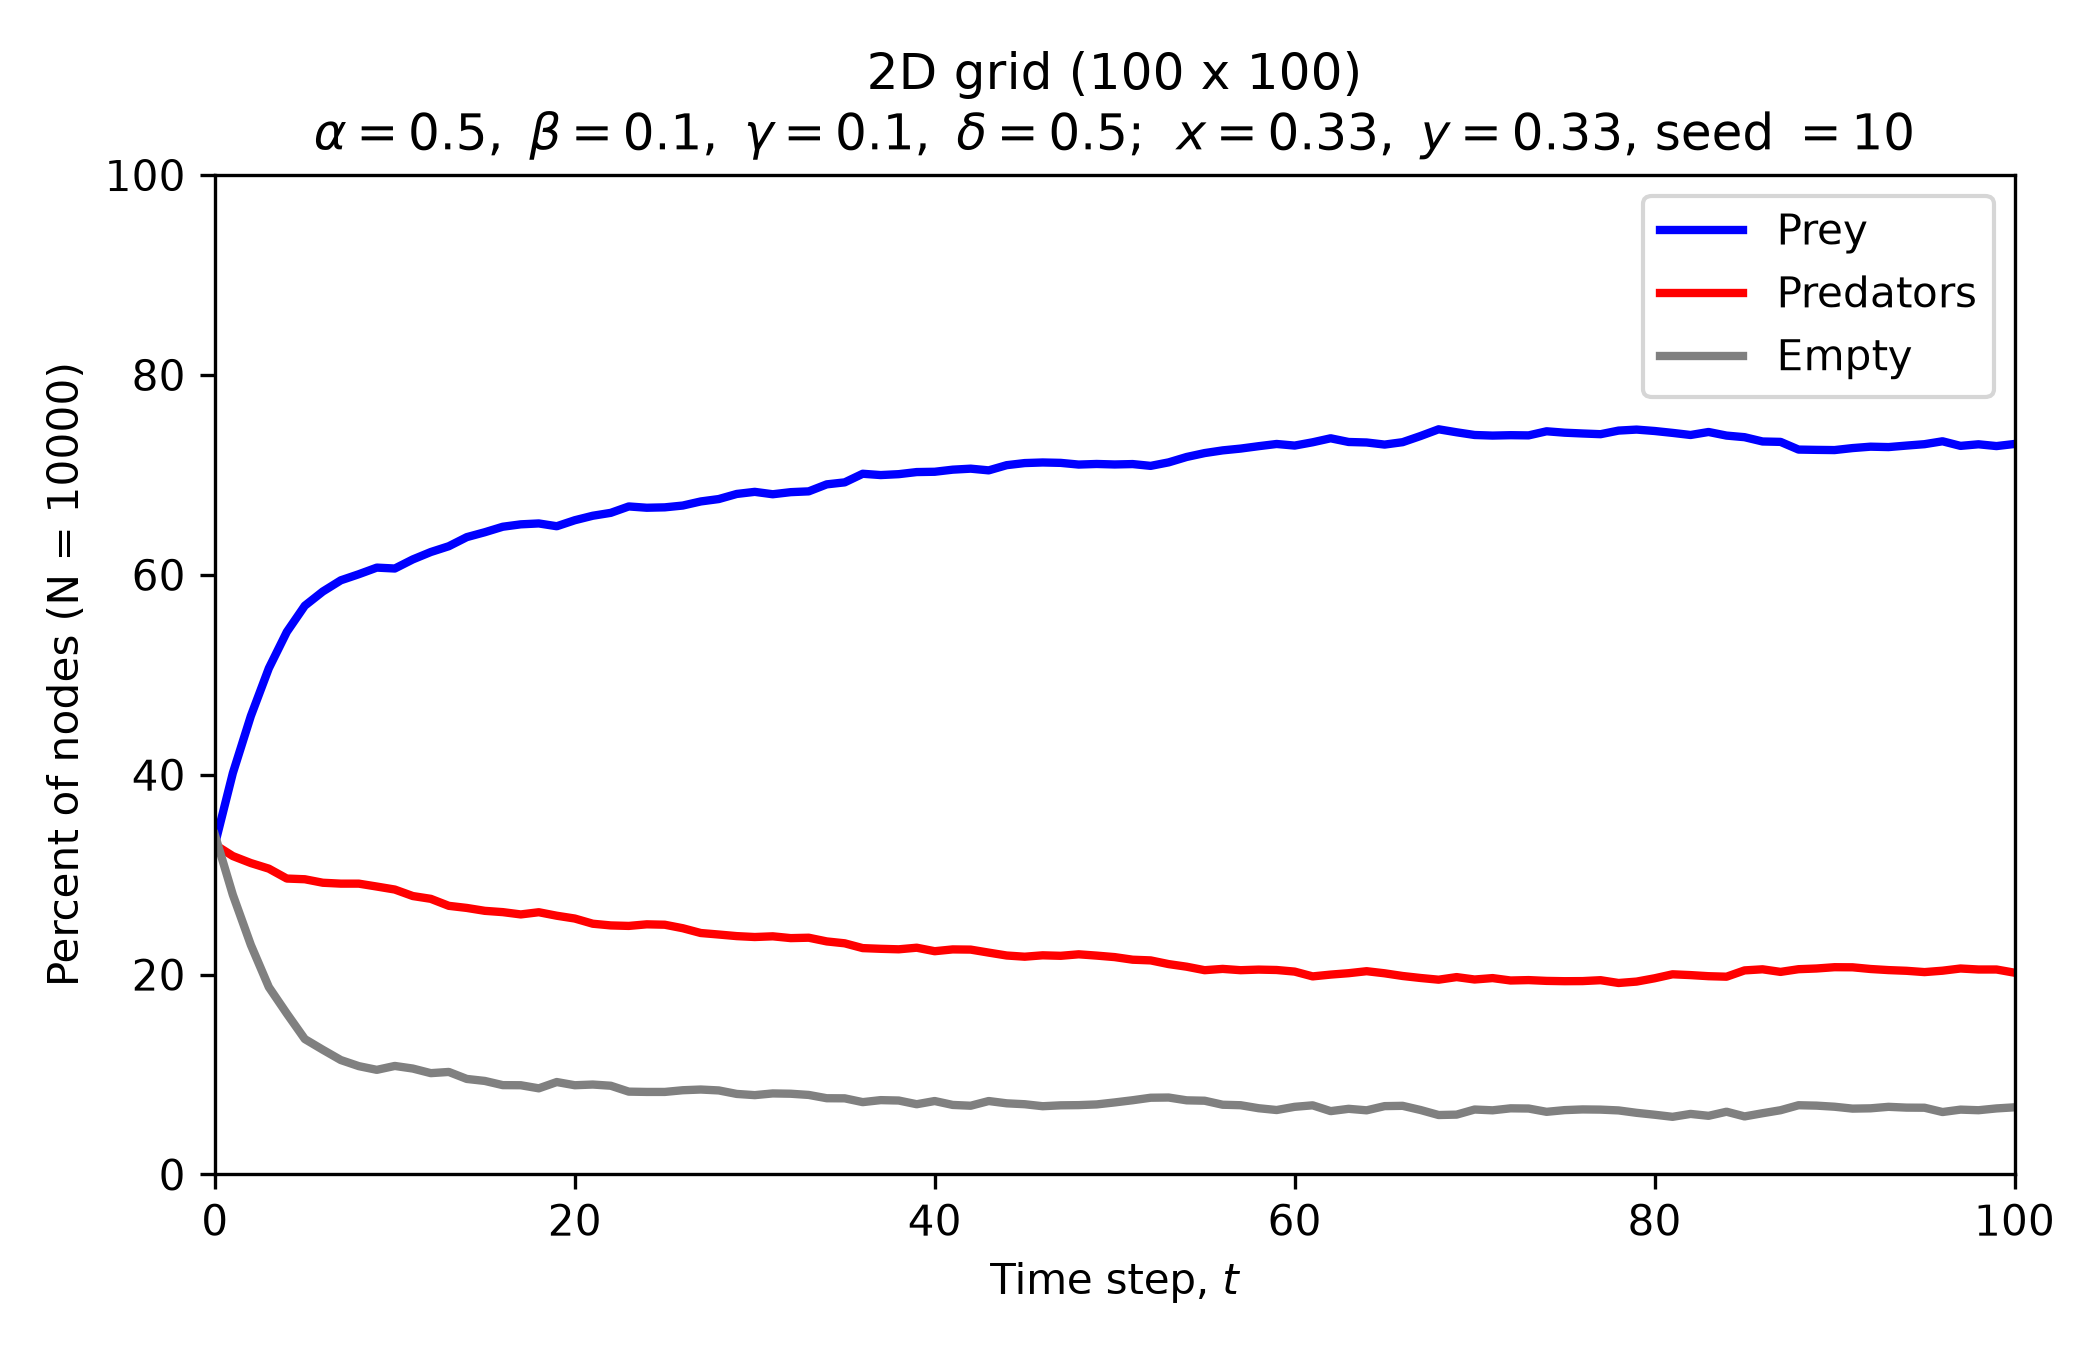 2D grid (100 x 100)
α = 0.5, β = 0.1, γ = 0.1, δ = 0.5; x = 0.33, y = 0.33, seed = 10
100
80
60
40
20
0
Percent of nodes (N = 10000)
Prey
Predators
Empty
0 20 40 60 80 100
Time step, t